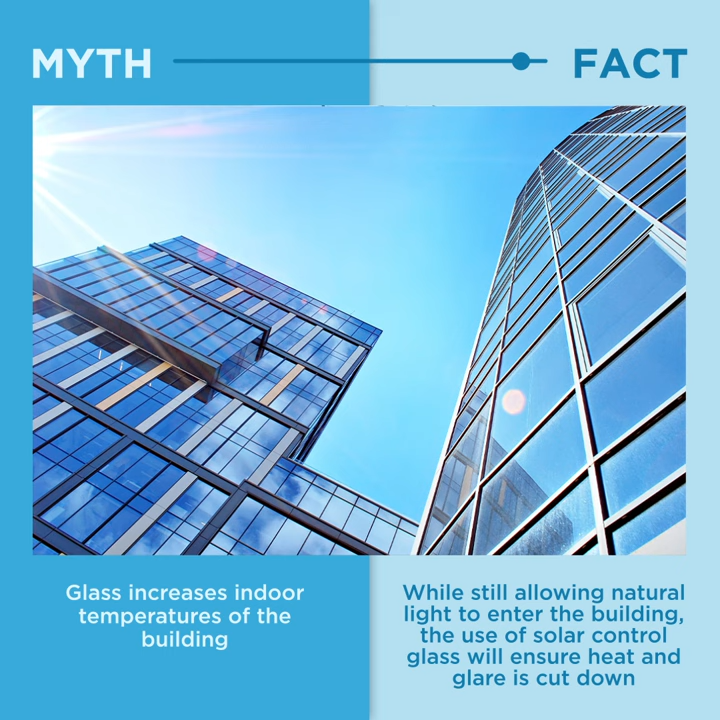 MYTH
FACT
Glass increases indoor
temperatures of the
building
While still allowing natural
light to enter the building,
the use of solar control
glass will ensure heat and
glare is cut down